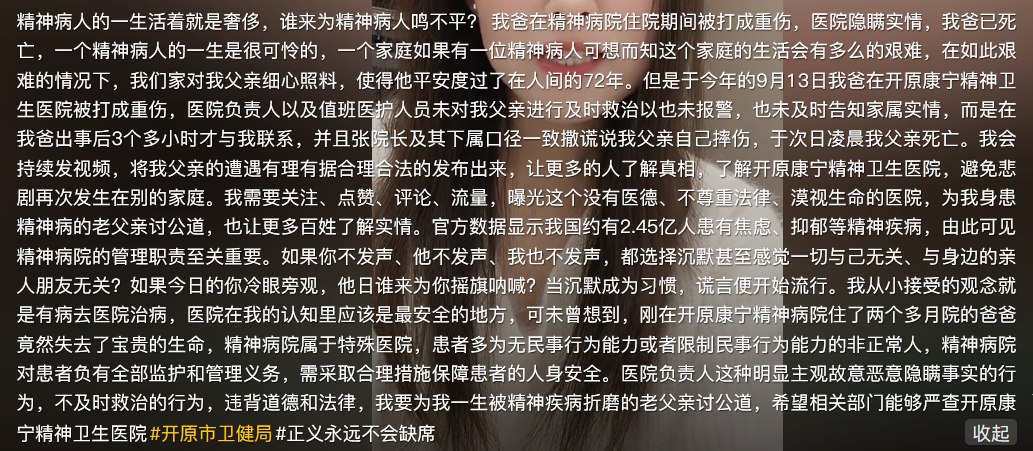 精神病人的一生活着就是奢侈，谁来为精神病人鸣不平？ 我爸在精神病院住院期间被打成重伤，医院隐瞒实情，我爸已死
亡，一个精神病人的一生是很可怜的，一个家庭如果有一位精神病人可想而知这个家庭的生活会有多么的艰难，在如此艰
难的情况下，我们家对我父亲细心照料，使得他平安度过了在人间的72年。但是于今年的9月13日我爸在开原康宁精神卫
生医院被打成重伤，医院负责人以及值班医护人员未对我父亲进行及时救治以也未报警，也未及时告知家属实情，而是在
我爸出事后3个多小时才与我联系，并且张院长及其下属口径一致撒谎说我父亲自己摔伤，于次日凌晨我父亲死亡。我会
持续发视频，将我父亲的遭遇有理有据合理合法的发布出来，让更多的人了解真相，了解开原康宁精神卫生医院，避免悲
剧再次发生在别的家庭。我需要关注、点赞、评论、流量，曝光这个没有医德、不尊重法律、漠视生命的医院，为我身患
精神病的老父亲讨公道，也让更多百姓了解实情。官方数据显示我国约有2.45亿人患有焦虑、抑郁等精神疾病，由此可见
精神病院的管理职责至关重要。如果你不发声、他不发声、我也不发声，都选择沉默甚至感觉一切与己无关、与身边的亲
人朋友无关？如果今日的你冷眼旁观，他日谁来为你摇旗呐喊？当沉默成为习惯，谎言便开始流行。我从小接受的观念就
是有病去医院治病，医院在我的认知里应该是最安全的地方，可未曾想到，刚在开原康宁精神病院住了两个多月院的爸爸
竟然失去了宝贵的生命，精神病院属于特殊医院，患者多为无民事行为能力或者限制民事行为能力的非正常人，精神病院
对患者负有全部监护和管理义务，需采取合理措施保障患者的人身安全。医院负责人这种明显主观故意恶意隐瞒事实的行
为，不及时救治的行为，违背道德和法律，我要为我一生被精神疾病折磨的老父亲讨公道，希望相关部门能够严查开原康
宁精神卫生医院#开原市卫健局 #正义永远不会缺席
收起